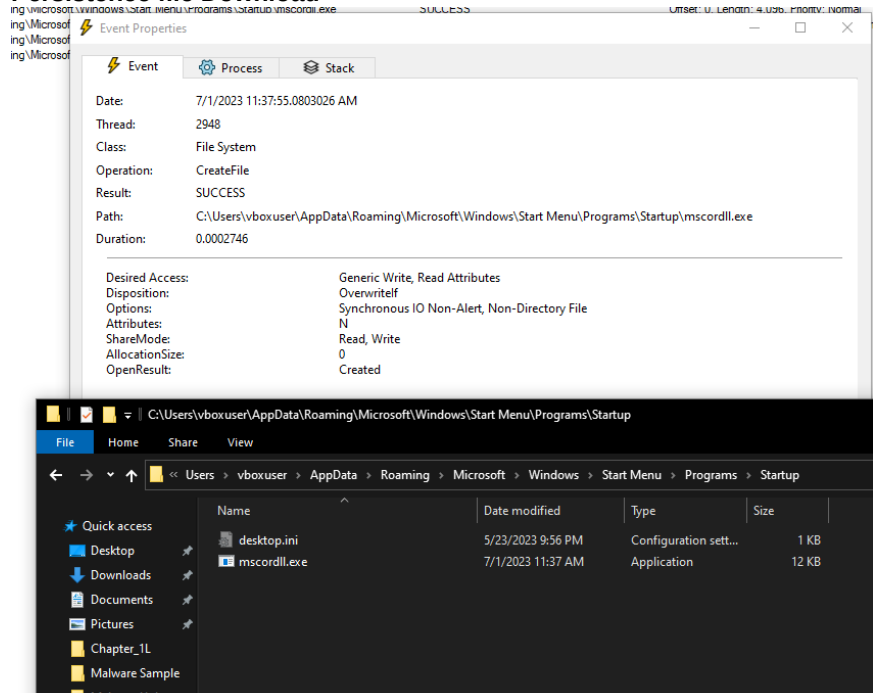 Persistence file Download
ing\Microsoft\Windows\Start Menu\Programs\Startup\mscordll.exe SUCCESS Offset: 0, Length: 4,096, Priority: Normal
ing\Microsof
ing\Microsof
ing\Microsof
Event Properties
Event Process Stack
Date: 7/1/2023 11:37:55.0803026 AM
Thread: 2948
Class: File System
Operation: CreateFile
Result: SUCCESS
Path: C:\Users\vboxuser\AppData\Roaming\Microsoft\Windows\Start Menu\Programs\Startup\mscordll.exe
Duration: 0.0002746
Desired Access: Generic Write, Read Attributes
Disposition: OverwriteIf
Options: Synchronous IO Non-Alert, Non-Directory File
Attributes: N
ShareMode: Read, Write
AllocationSize: 0
OpenResult: Created
C:\Users\vboxuser\AppData\Roaming\Microsoft\Windows\Start Menu\Programs\Startup
File Home Share View
« Users › vboxuser › AppData › Roaming › Microsoft › Windows › Start Menu › Programs › Startup
Name Date modified Type Size
Quick access
desktop.ini 5/23/2023 9:56 PM Configuration sett... 1 KB
Desktop
mscordll.exe 7/1/2023 11:37 AM Application 12 KB
Downloads
Documents
Pictures
Chapter_1L
Malware Sample